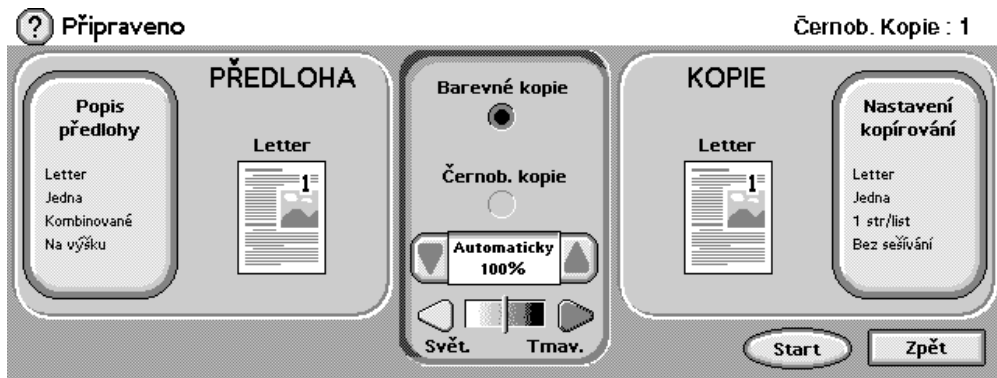 ? Připraveno
Černob. Kopie : 1
PŘEDLOHA
Popis
předlohy
Letter
Jedna
Kombinované
Na výšku
Letter
1
Barevné kopie
Černob. kopie
Automaticky
100%
Svět.
Tmav.
KOPIE
Letter
1
Nastavení
kopírování
Letter
Jedna
1 str/list
Bez sešívání
Start
Zpět